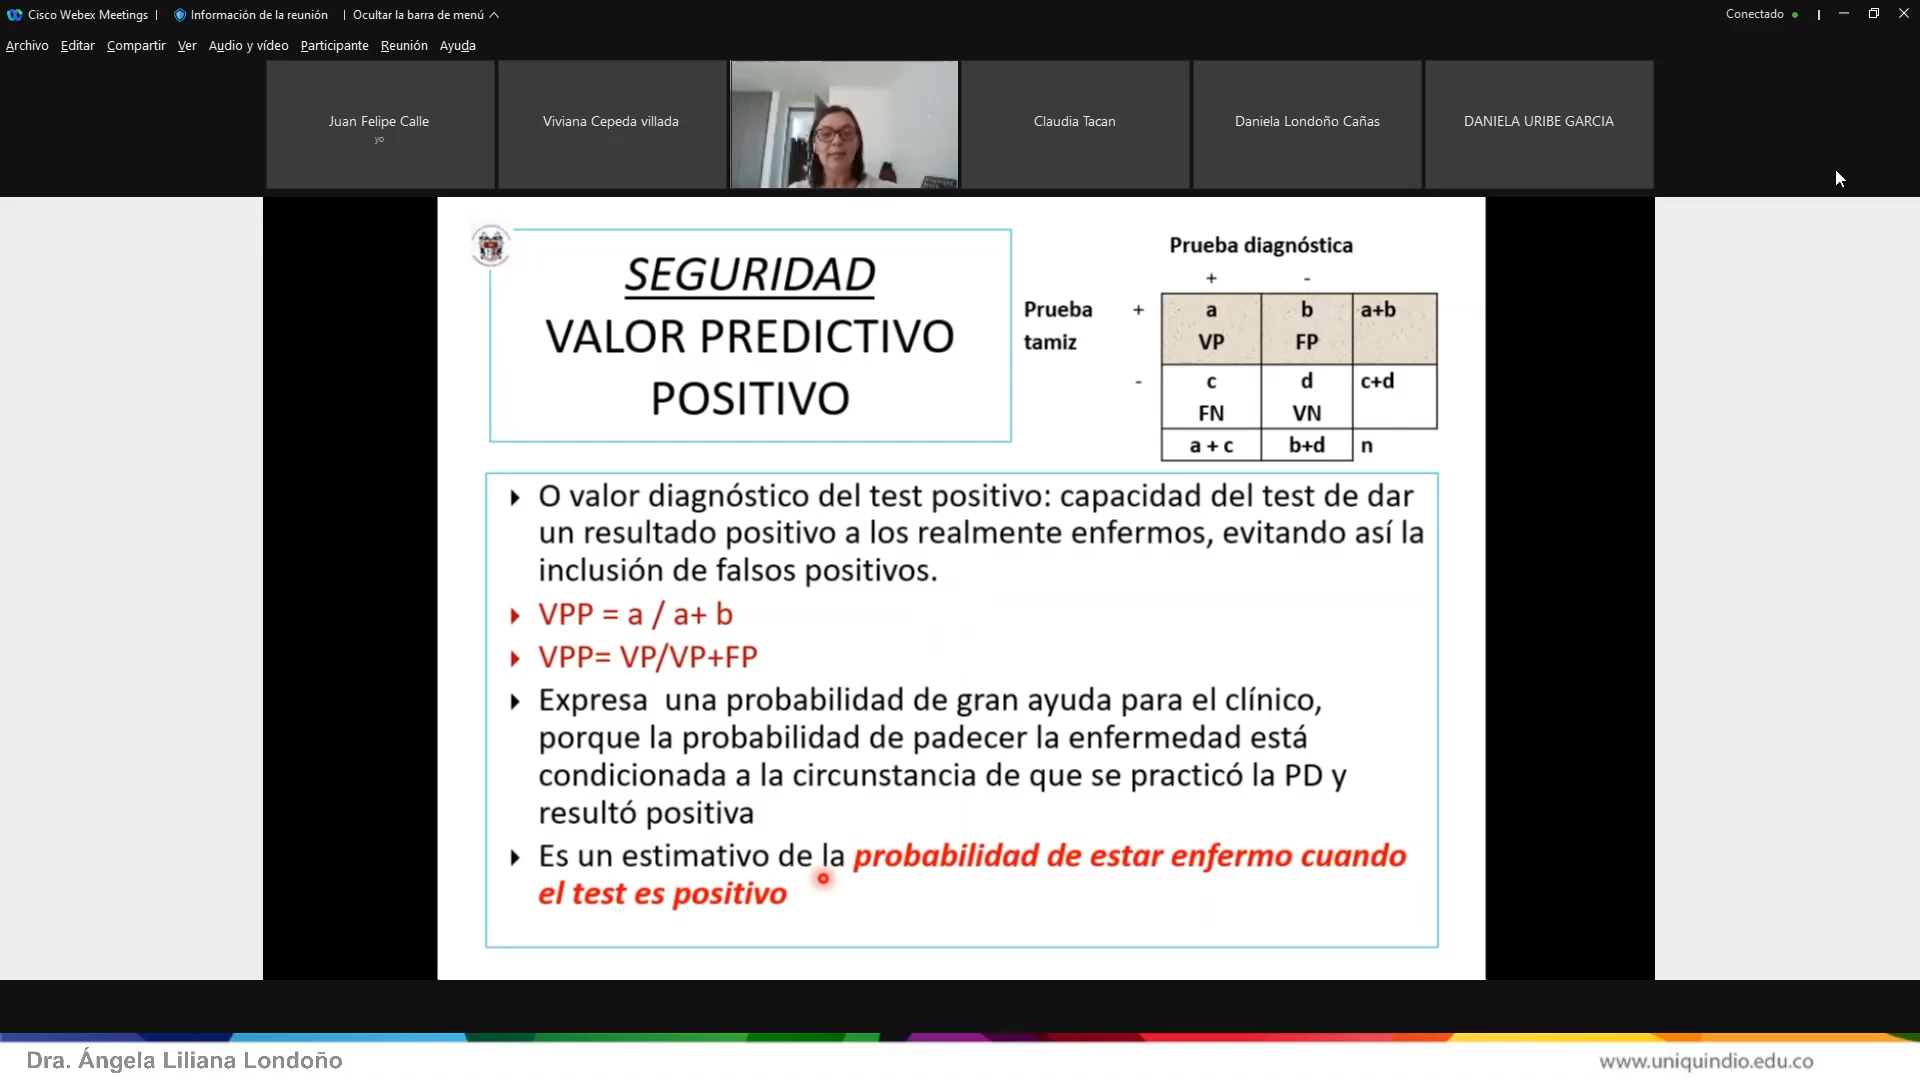 Cisco Webex Meetings | Información de la reunión | Ocultar la barra de menú
Conectado
Archivo Editar Compartir Ver Audio y vídeo Participante Reunión Ayuda
Juan Felipe Calle
yo
Viviana Cepeda villada
Claudia Tacan
Daniela Londoño Cañas
DANIELA URIBE GARCIA
SEGURIDAD
VALOR PREDICTIVO
POSITIVO
Prueba diagnóstica
+ -
Prueba + a b a+b
tamiz VP FP
- c d c+d
FN VN
a + c b+d n
O valor diagnóstico del test positivo: capacidad del test de dar
un resultado positivo a los realmente enfermos, evitando así la
inclusión de falsos positivos.
VPP = a / a+ b
VPP= VP/VP+FP
Expresa una probabilidad de gran ayuda para el clínico,
porque la probabilidad de padecer la enfermedad está
condicionada a la circunstancia de que se practicó la PD y
resultó positiva
Es un estimativo de la probabilidad de estar enfermo cuando
el test es positivo
Dra. Ángela Liliana Londoño
www.uniquindio.edu.co